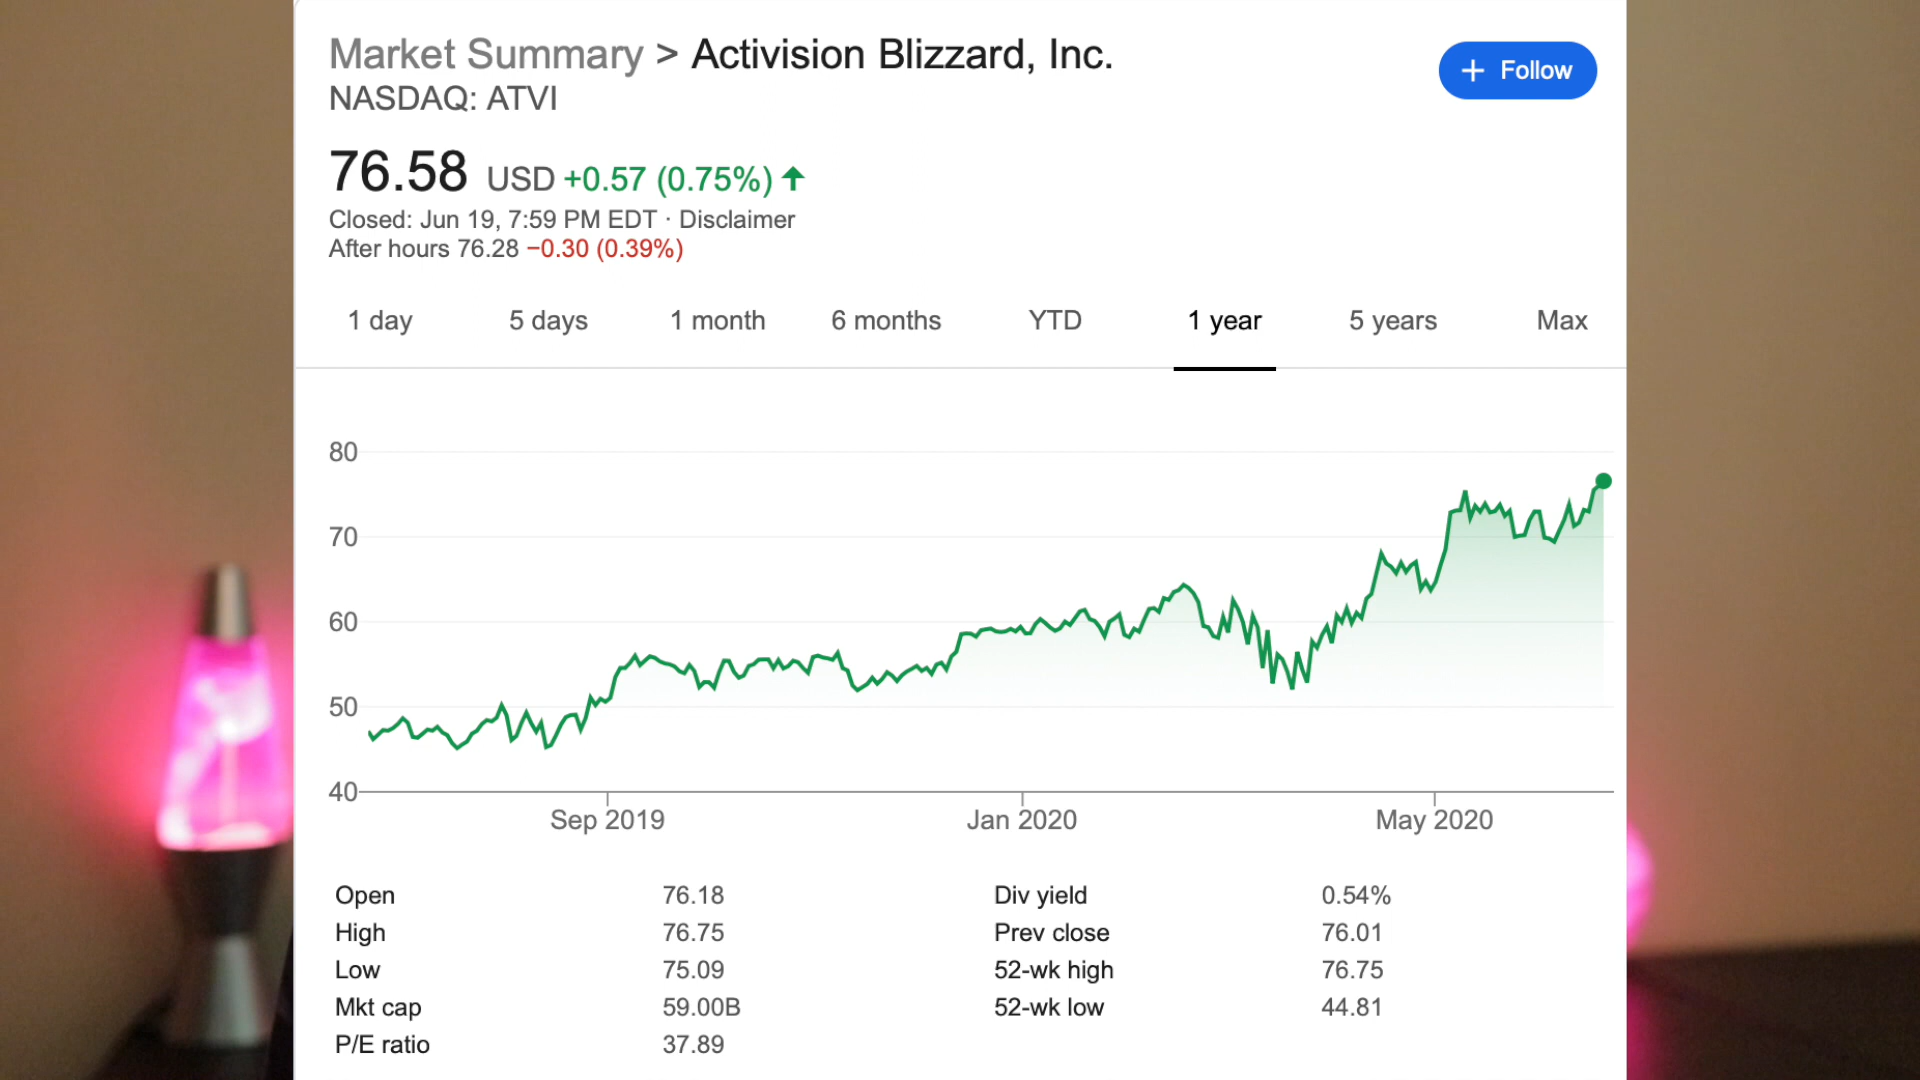 Market Summary > Activision Blizzard, Inc.
NASDAQ: ATVI
+ Follow
76.58 USD +0.57 (0.75%)
Closed: Jun 19, 7:59 PM EDT · Disclaimer
After hours 76.28 −0.30 (0.39%)
1 day 5 days 1 month 6 months YTD 1 year 5 years Max
80
70
60
50
40
Sep 2019 Jan 2020 May 2020
Open 76.18 Div yield 0.54%
High 76.75 Prev close 76.01
Low 75.09 52-wk high 76.75
Mkt cap 59.00B 52-wk low 44.81
P/E ratio 37.89